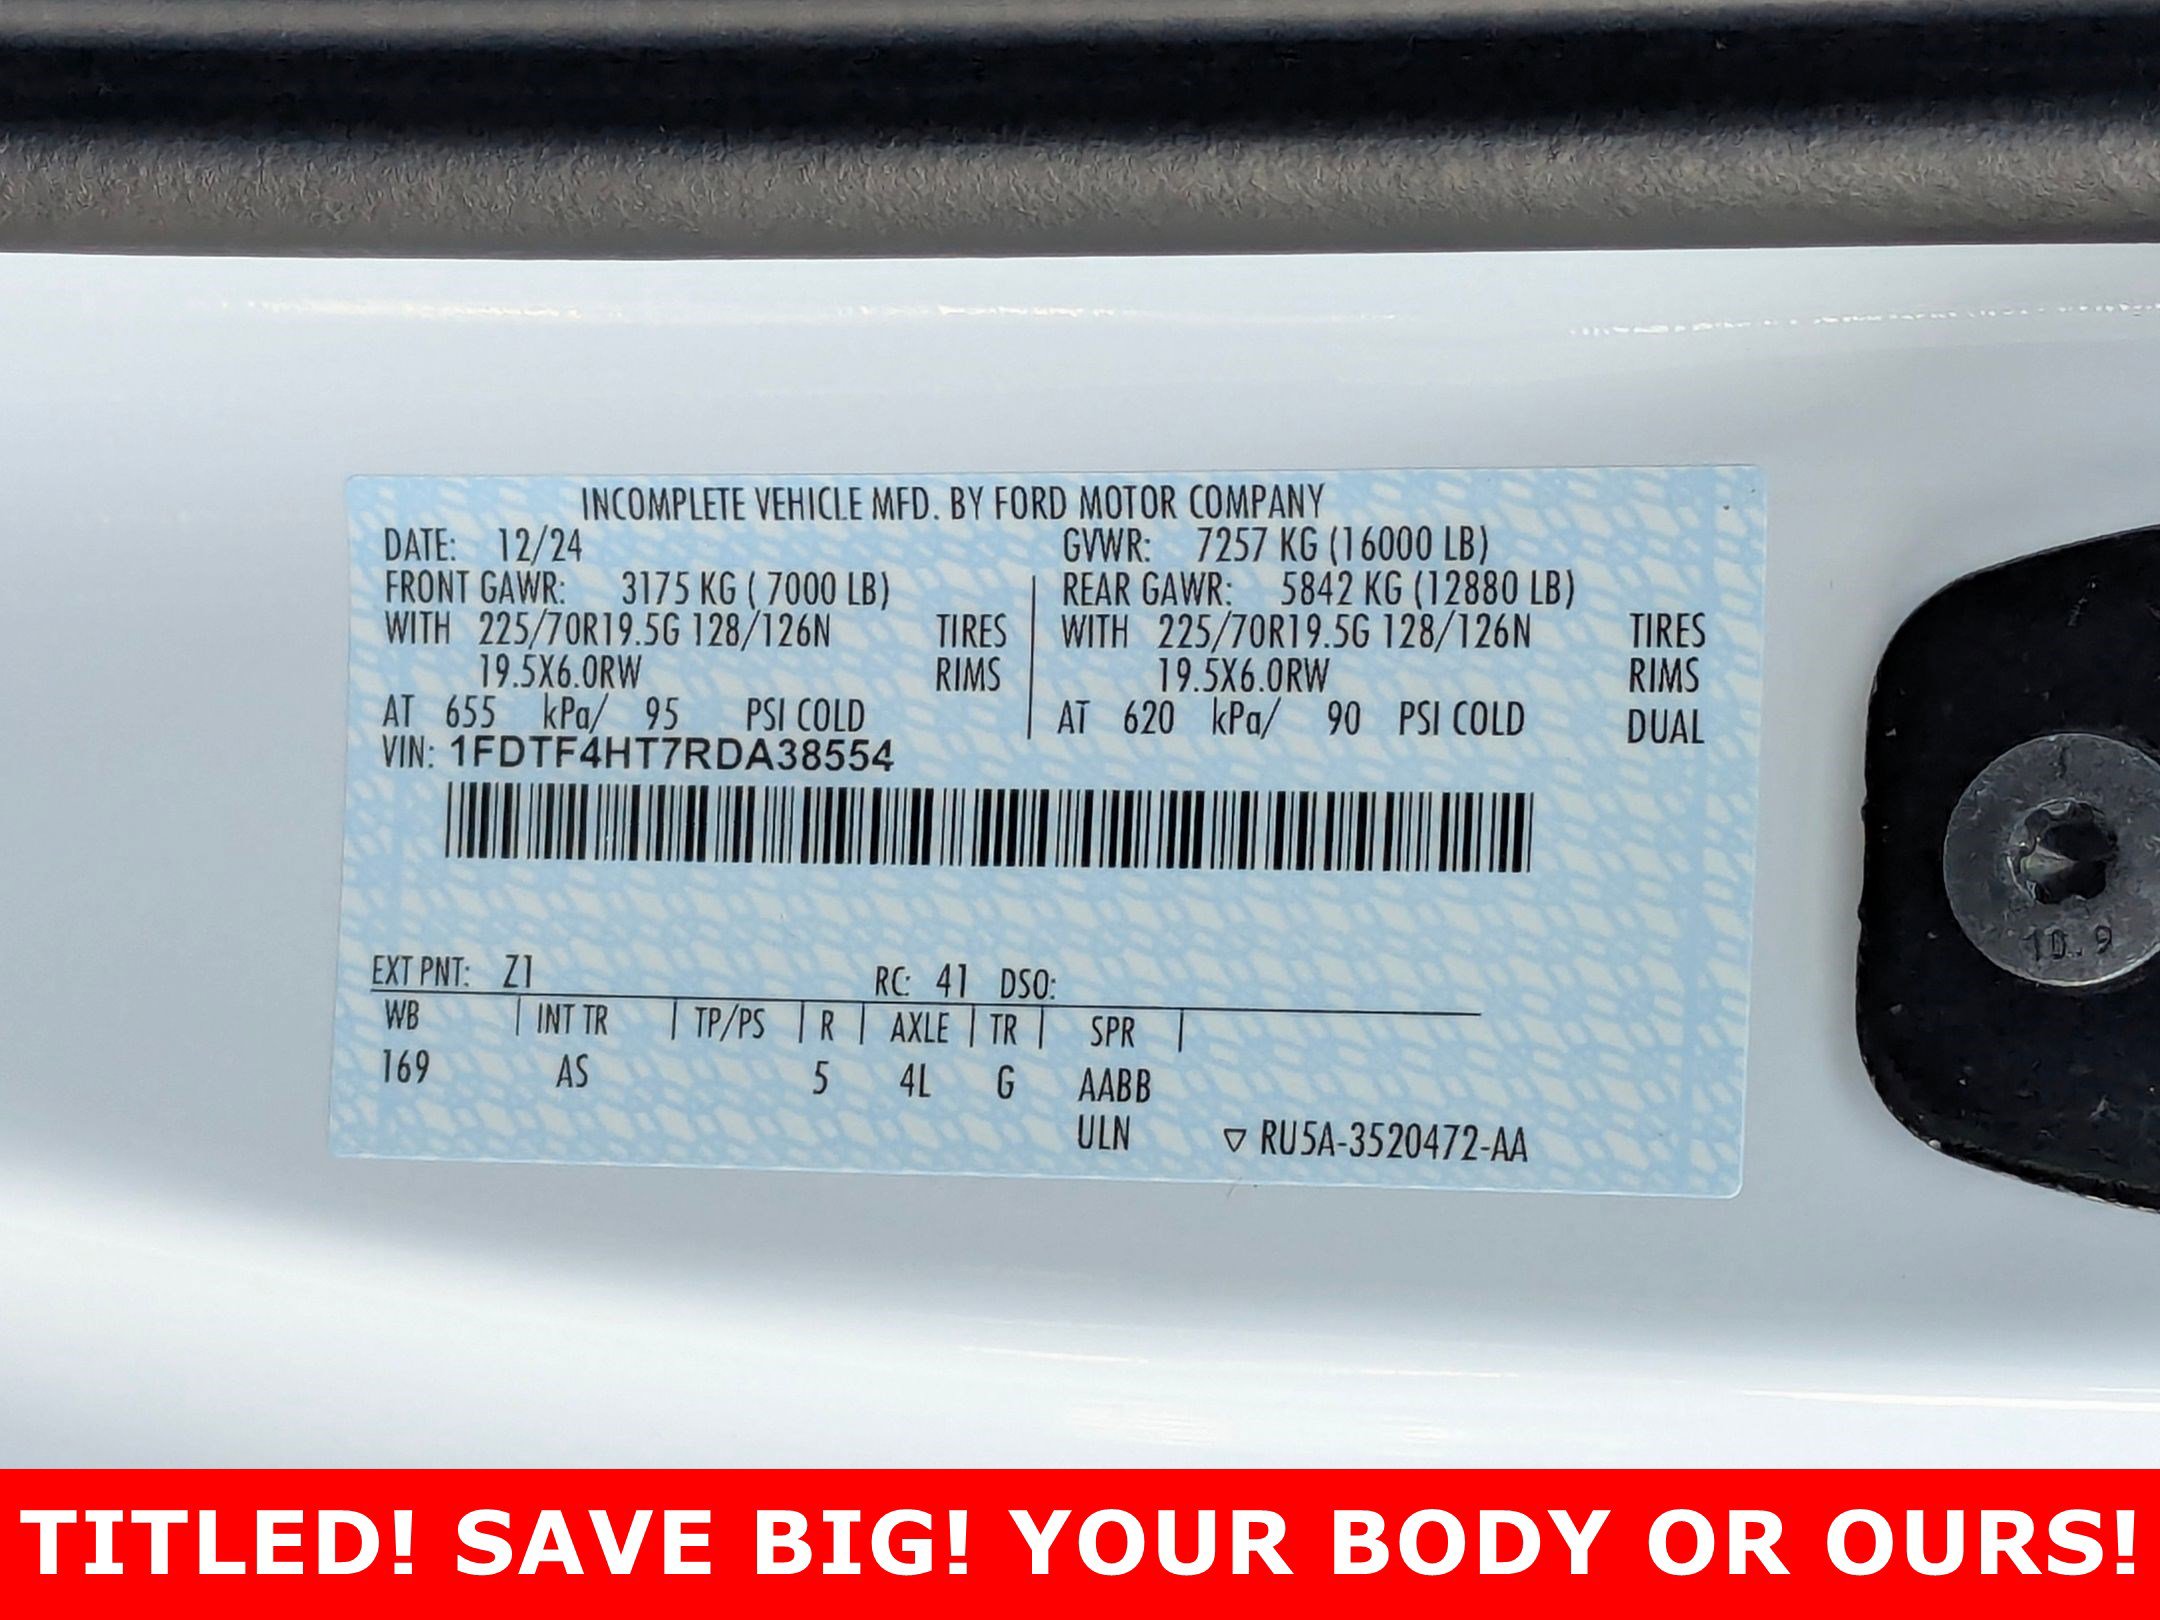 INCOMPLETE VEHICLE MFD. BY FORD MOTOR COMPANY
DATE: 12/24 GVWR: 7257 KG (16000 LB)
FRONT GAWR: 3175 KG ( 7000 LB) REAR GAWR: 5842 KG (12880 LB)
WITH 225/70R19.5G 128/126N TIRES WITH 225/70R19.5G 128/126N TIRES
19.5X6.0RW RIMS 19.5X6.0RW RIMS
AT 655 kPa/ 95 PSI COLD AT 620 kPa/ 90 PSI COLD DUAL
VIN: 1FDTF4HT7RDA38554
EXT PNT: Z1 RC: 41 DSO:
WB INT TR TP/PS R AXLE TR SPR
169 AS 5 4L G AABB
ULN ▽ RU5A-3520472-AA
10.9
TITLED! SAVE BIG! YOUR BODY OR OURS!